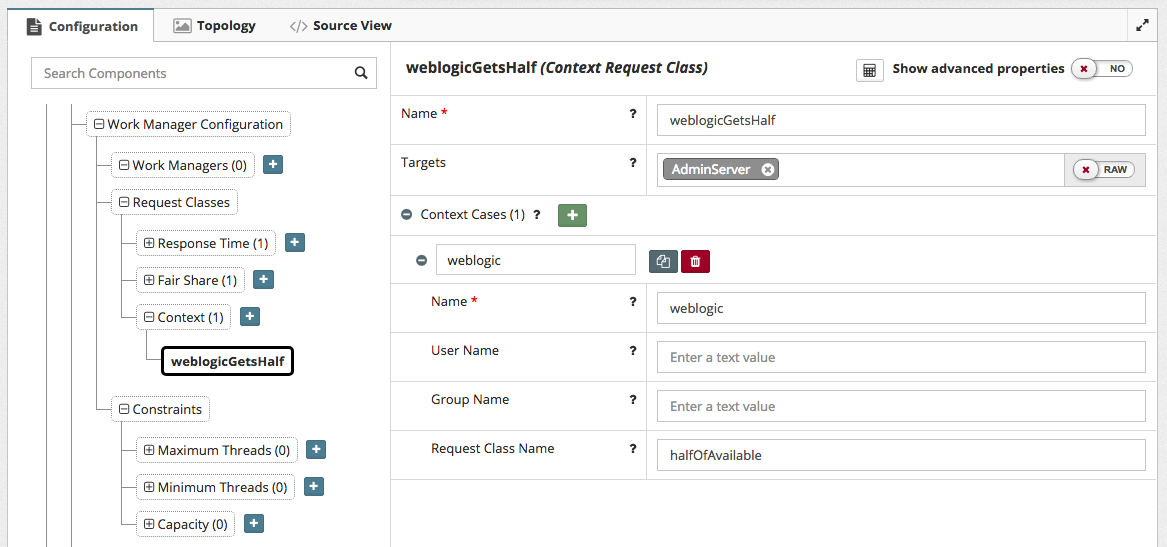 Configuration
Topology
</> Source View
Search Components
Work Manager Configuration
Work Managers (0)
Request Classes
Response Time (1)
Fair Share (1)
Context (1)
weblogicGetsHalf
Constraints
Maximum Threads (0)
Minimum Threads (0)
Capacity (0)
weblogicGetsHalf (Context Request Class)
Show advanced properties
NO
Name * ?
weblogicGetsHalf
Targets ?
AdminServer
RAW
Context Cases (1) ?
weblogic
Name * ?
weblogic
User Name ?
Enter a text value
Group Name ?
Enter a text value
Request Class Name ?
halfOfAvailable